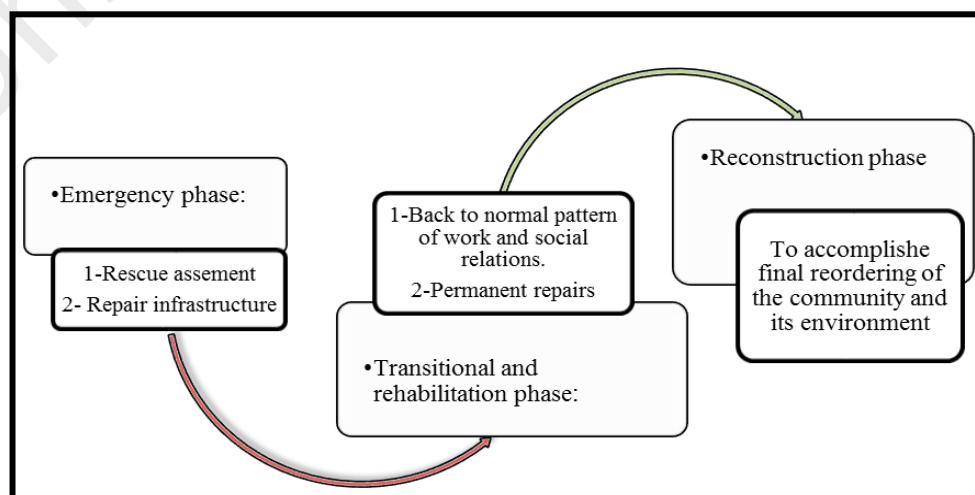 •Emergency phase:
1-Rescue assement
2- Repair infrastructure
1-Back to normal pattern
of work and social
relations.
2-Permanent repairs
•Transitional and
rehabilitation phase:
•Reconstruction phase
To accomplishe
final reordering of
the community and
its environment